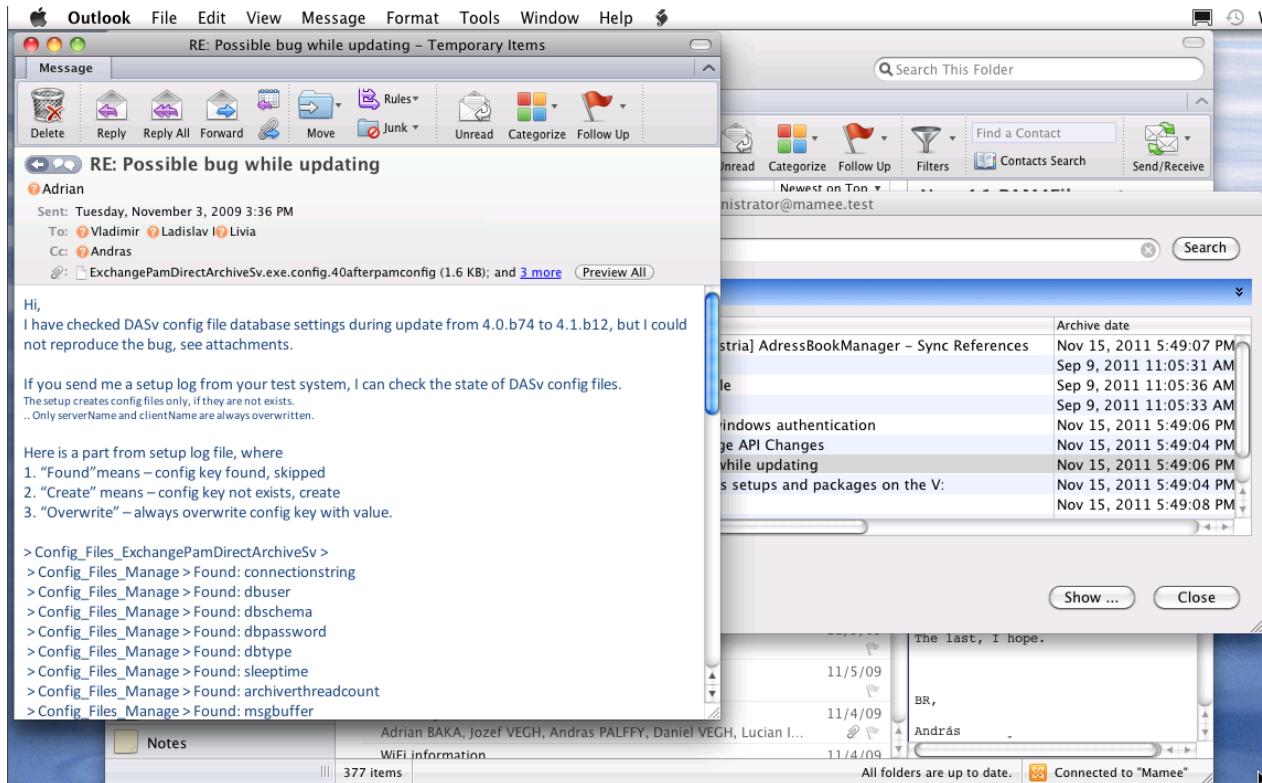 Outlook File Edit View Message Format Tools Window Help
RE: Possible bug while updating – Temporary Items
Message
Delete Reply Reply All Forward Move Rules Junk Unread Categorize Follow Up
RE: Possible bug while updating
Adrian
Sent: Tuesday, November 3, 2009 3:36 PM
To: Vladimir Ladislav Livia
Cc: Andras
ExchangePamDirectArchiveSv.exe.config.40afterpamconfig (1.6 KB); and 3 more Preview All
Hi,
I have checked DASv config file database settings during update from 4.0.b74 to 4.1.b12, but I could
not reproduce the bug, see attachments.
If you send me a setup log from your test system, I can check the state of DASv config files.
The setup creates config files only, if they are not exists.
.. Only serverName and clientName are always overwritten.
Here is a part from setup log file, where
1. “Found”means – config key found, skipped
2. “Create” means – config key not exists, create
3. “Overwrite” – always overwrite config key with value.
> Config_Files_ExchangePamDirectArchiveSv >
> Config_Files_Manage > Found: connectionstring
> Config_Files_Manage > Found: dbuser
> Config_Files_Manage > Found: dbschema
> Config_Files_Manage > Found: dbpassword
> Config_Files_Manage > Found: dbtype
> Config_Files_Manage > Found: sleeptime
> Config_Files_Manage > Found: archiverthreadcount
> Config_Files_Manage > Found: msgbuffer
Search This Folder
Unread Categorize Follow Up Filters Find a Contact Contacts Search Send/Receive
Newest on Top
nistrator@mamee.test
Search
Archive date
stria] AdressBookManager – Sync References Nov 15, 2011 5:49:07 PM
Sep 9, 2011 11:05:31 AM
le Sep 9, 2011 11:05:36 AM
Sep 9, 2011 11:05:33 AM
indows authentication Nov 15, 2011 5:49:06 PM
ge API Changes Nov 15, 2011 5:49:04 PM
while updating Nov 15, 2011 5:49:06 PM
s setups and packages on the V: Nov 15, 2011 5:49:04 PM
Nov 15, 2011 5:49:08 PM
Show ... Close
The last, I hope.
11/5/09
BR,
11/4/09
Adrian BAKA, Jozef VEGH, Andras PALFFY, Daniel VEGH, Lucian I...
András
Notes
WiFi information 11/4/09
377 items All folders are up to date. Connected to "Mamee"